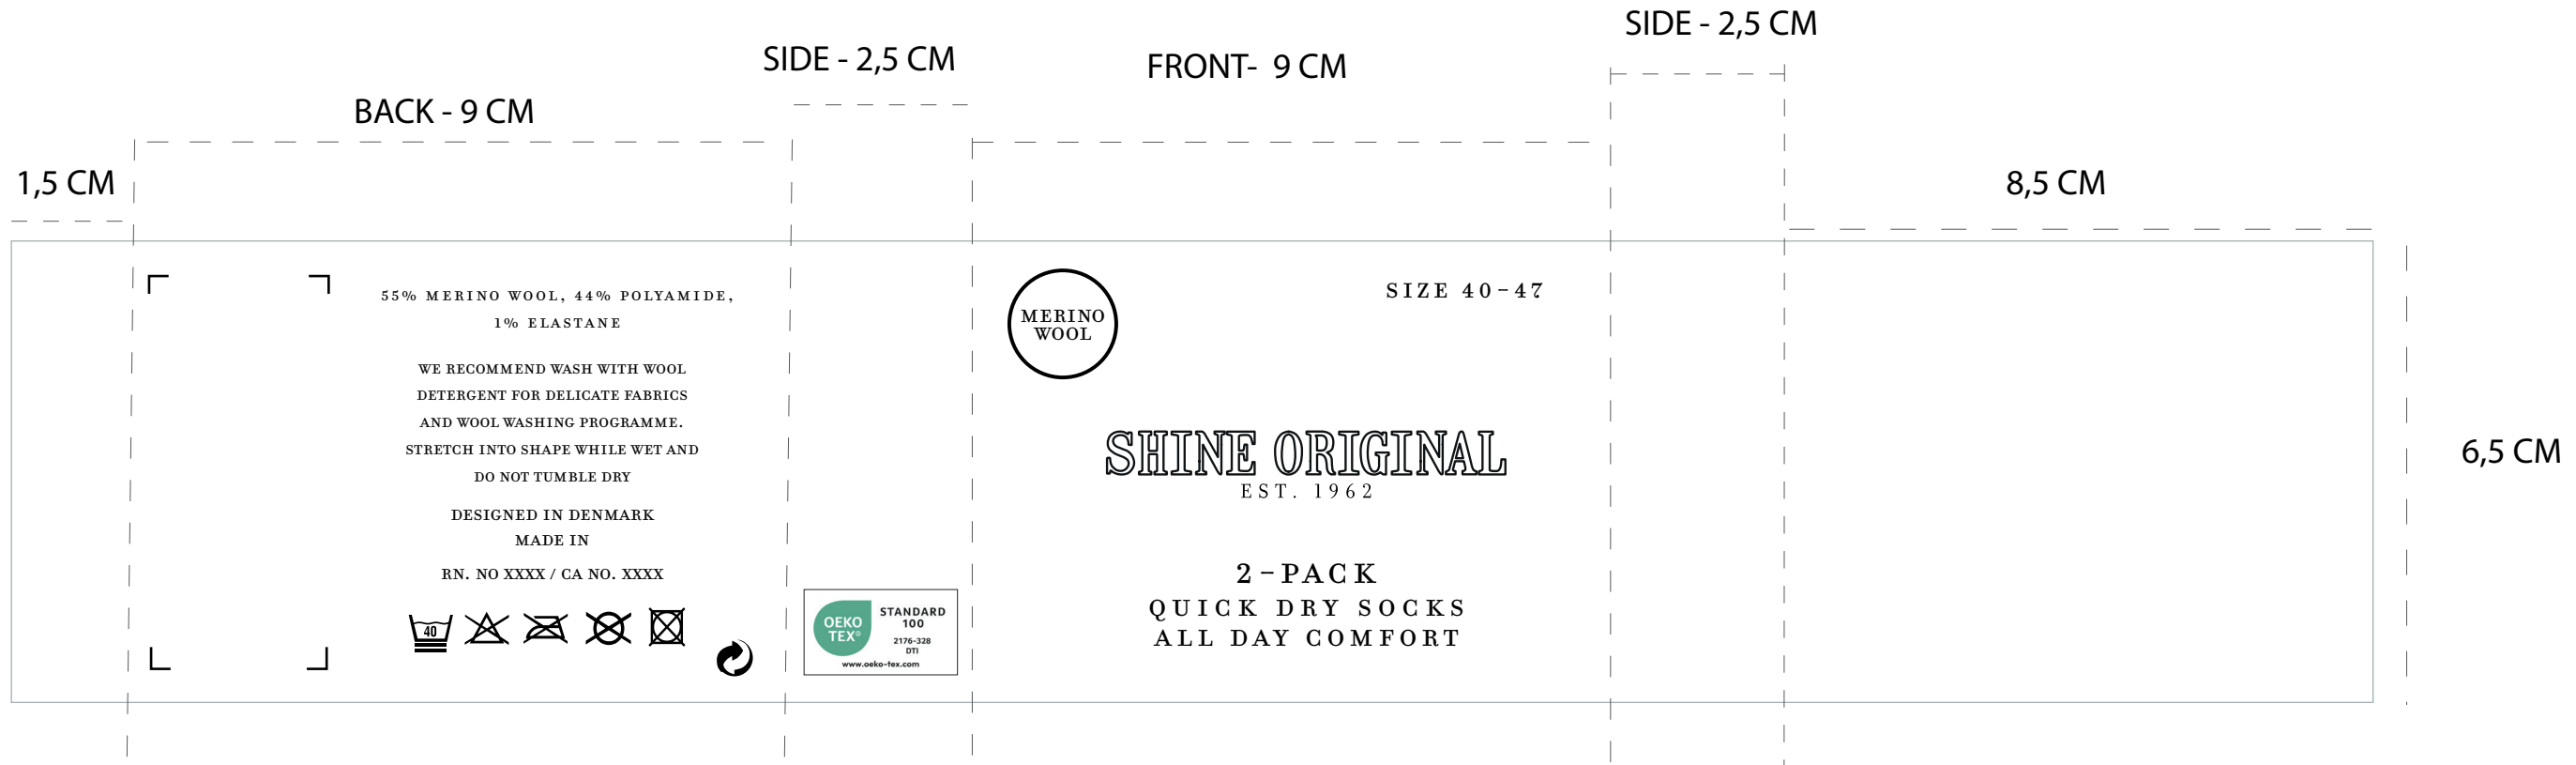 SIDE - 2,5 CM
SIDE - 2,5 CM
FRONT- 9 CM
BACK - 9 CM
1,5 CM
8,5 CM
55% MERINO WOOL, 44% POLYAMIDE,
1% ELASTANE
WE RECOMMEND WASH WITH WOOL
DETERGENT FOR DELICATE FABRICS
AND WOOL WASHING PROGRAMME.
STRETCH INTO SHAPE WHILE WET AND
DO NOT TUMBLE DRY
DESIGNED IN DENMARK
MADE IN
RN. NO XXXX / CA NO. XXXX
40
OEKO
TEX®
STANDARD
100
2176-328
DTI
www.oeko-tex.com
MERINO
WOOL
SIZE 40-47
SHINE ORIGINAL
EST. 1962
2-PACK
QUICK DRY SOCKS
ALL DAY COMFORT
6,5 CM